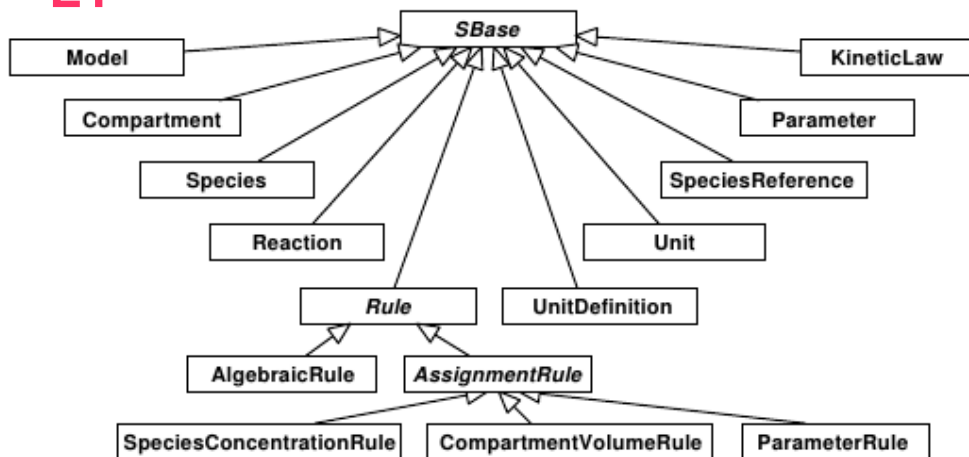 SBase
Model
KineticLaw
Compartment
Parameter
Species
SpeciesReference
Reaction
Unit
Rule
UnitDefinition
AlgebraicRule
AssignmentRule
SpeciesConcentrationRule
CompartmentVolumeRule
ParameterRule